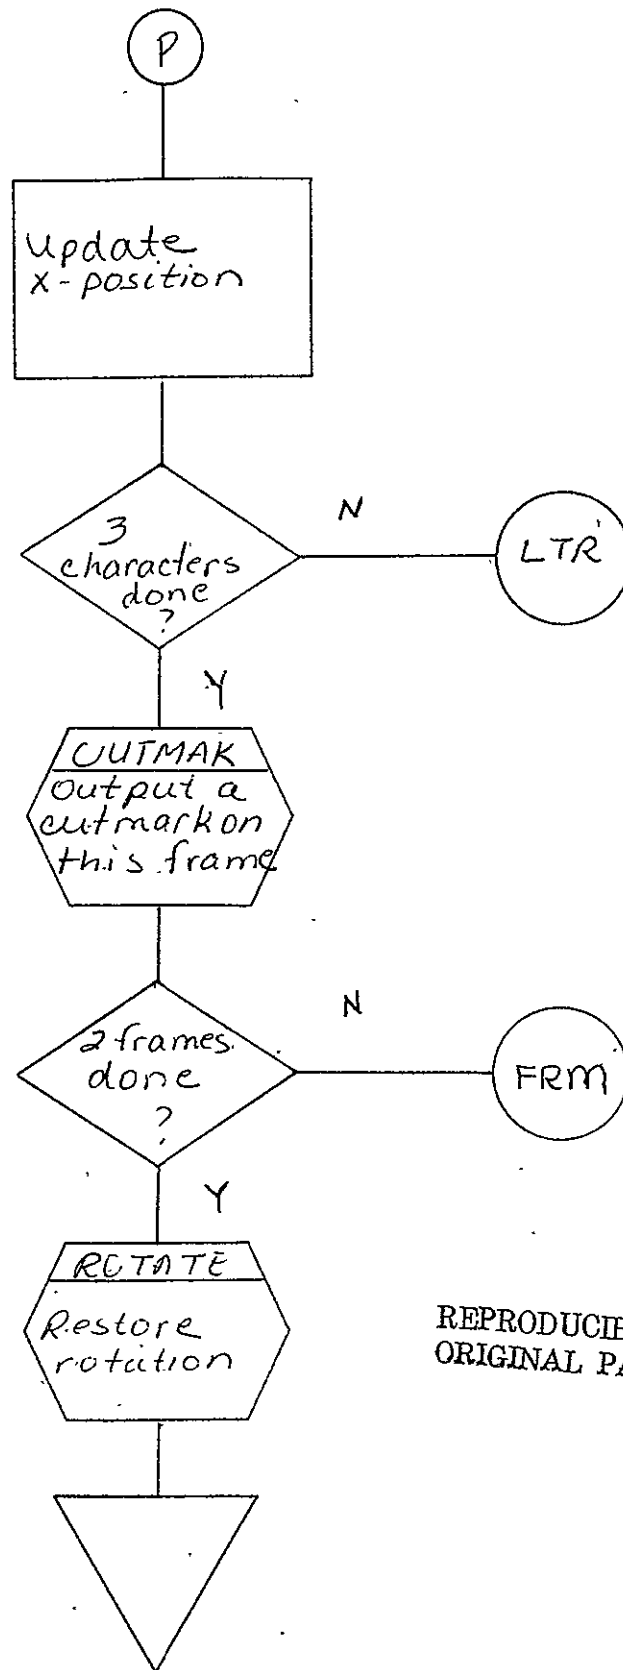 P
update
x-position
3
characters
done
?
N
LTR
Y
CUTMAK
Output a
cutmark on
this frame
2 frames
done
?
N
FRM
Y
ROTATE
Restore
rotation
ORIGINAL